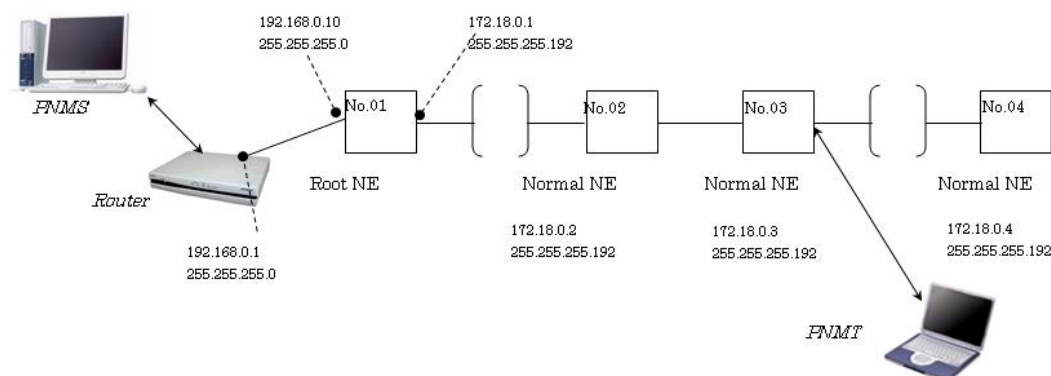 192.168.0.10
255.255.255.0
172.18.0.1
255.255.255.192
PNMS
No.01
No.02
No.03
No.04
Router
Root NE
Normal NE
Normal NE
Normal NE
192.168.0.1
255.255.255.0
172.18.0.2
255.255.255.192
172.18.0.3
255.255.255.192
172.18.0.4
255.255.255.192
PNMT